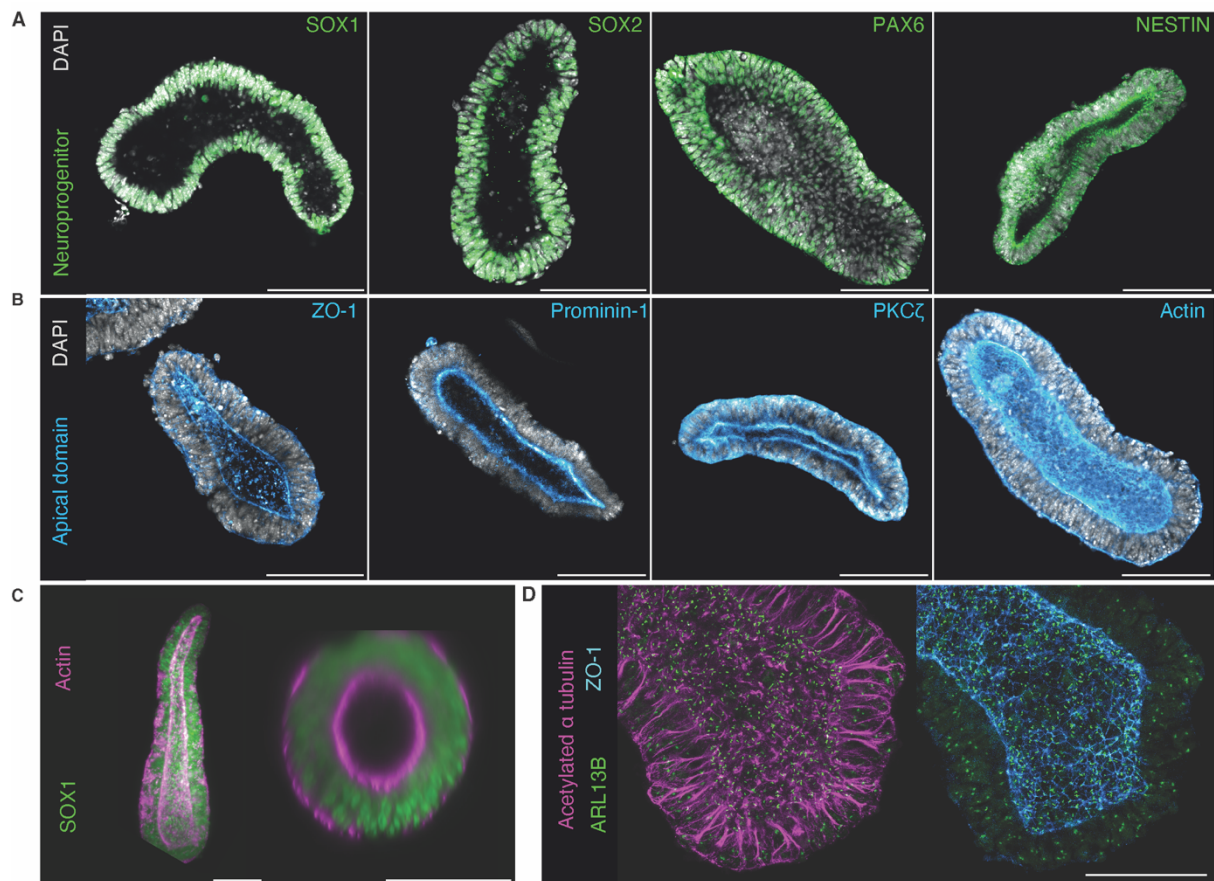 A
DAPI
Neuroprogenitor
SOX1
SOX2
PAX6
NESTIN
B
DAPI
Apical domain
ZO-1
Prominin-1
PKCζ
Actin
C
SOX1
Actin
D
Acetylated α tubulin
ARL13B
ZO-1